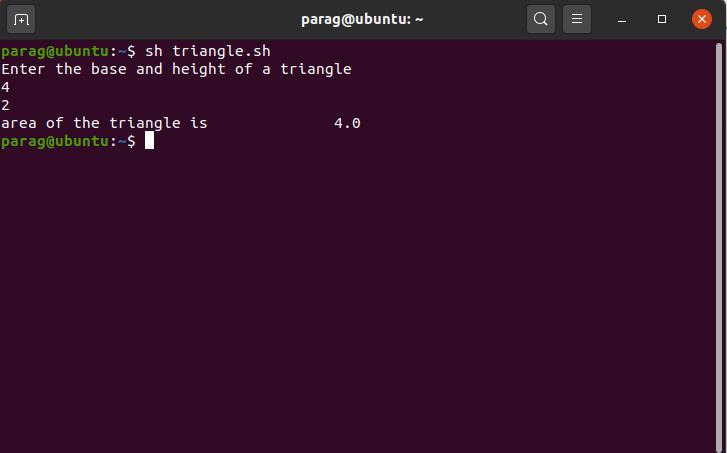 parag@ubuntu: ~
parag@ubuntu:~$ sh triangle.sh
Enter the base and height of a triangle
4
2
area of the triangle is              4.0
parag@ubuntu:~$